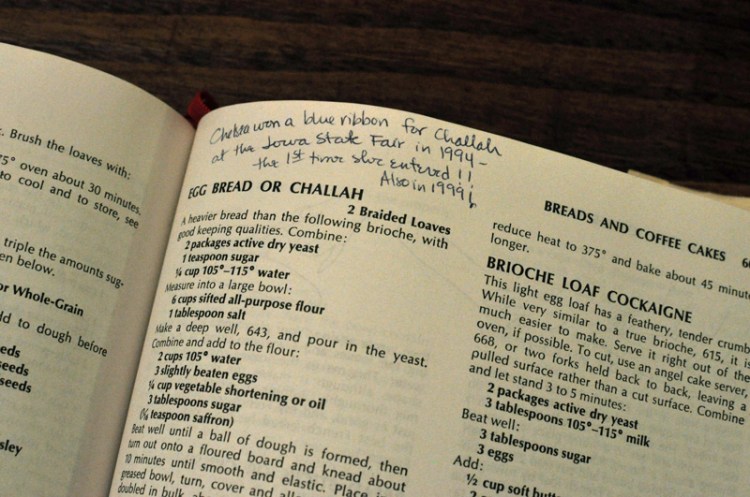 . Brush the loaves with:
75° oven about 30 minutes.
to cool and to store, see
triple the amounts sug-
en below.
or Whole-Grain
dd to dough before
eeds
seeds
seeds
sley
Chelsea won a blue ribbon for Challah
at the Iowa State Fair in 1994 –
the 1st time she entered!!
Also in 1999!
EGG BREAD OR CHALLAH
2 Braided Loaves
A heavier bread than the following brioche, with
good keeping qualities. Combine:
2 packages active dry yeast
1 teaspoon sugar
¼ cup 105°–115° water
Measure into a large bowl:
6 cups sifted all-purpose flour
1 tablespoon salt
Make a deep well, 643, and pour in the yeast.
Combine and add to the flour:
2 cups 105° water
3 slightly beaten eggs
¼ cup vegetable shortening or oil
3 tablespoons sugar
(⅛ teaspoon saffron)
Beat well until a ball of dough is formed, then
turn out onto a floured board and knead about
10 minutes until smooth and elastic. Place in
greased bowl, turn, cover and
doubled in bulk,
BREADS AND COFFEE CAKES
reduce heat to 375° and bake about 45 minut
longer.
BRIOCHE LOAF COCKAIGNE
This light egg loaf has a feathery, tender crumb
While very similar to a true brioche, 615, it is
much easier to make. Serve it right out of the
oven, if possible. To cut, use an angel cake server,
668, or two forks held back to back, leaving a
pulled surface rather than a cut surface. Combine
and let stand 3 to 5 minutes:
2 packages active dry yeast
3 tablespoons 105°–115° milk
Beat well:
3 tablespoons sugar
3 eggs
Add:
½ cup soft butt